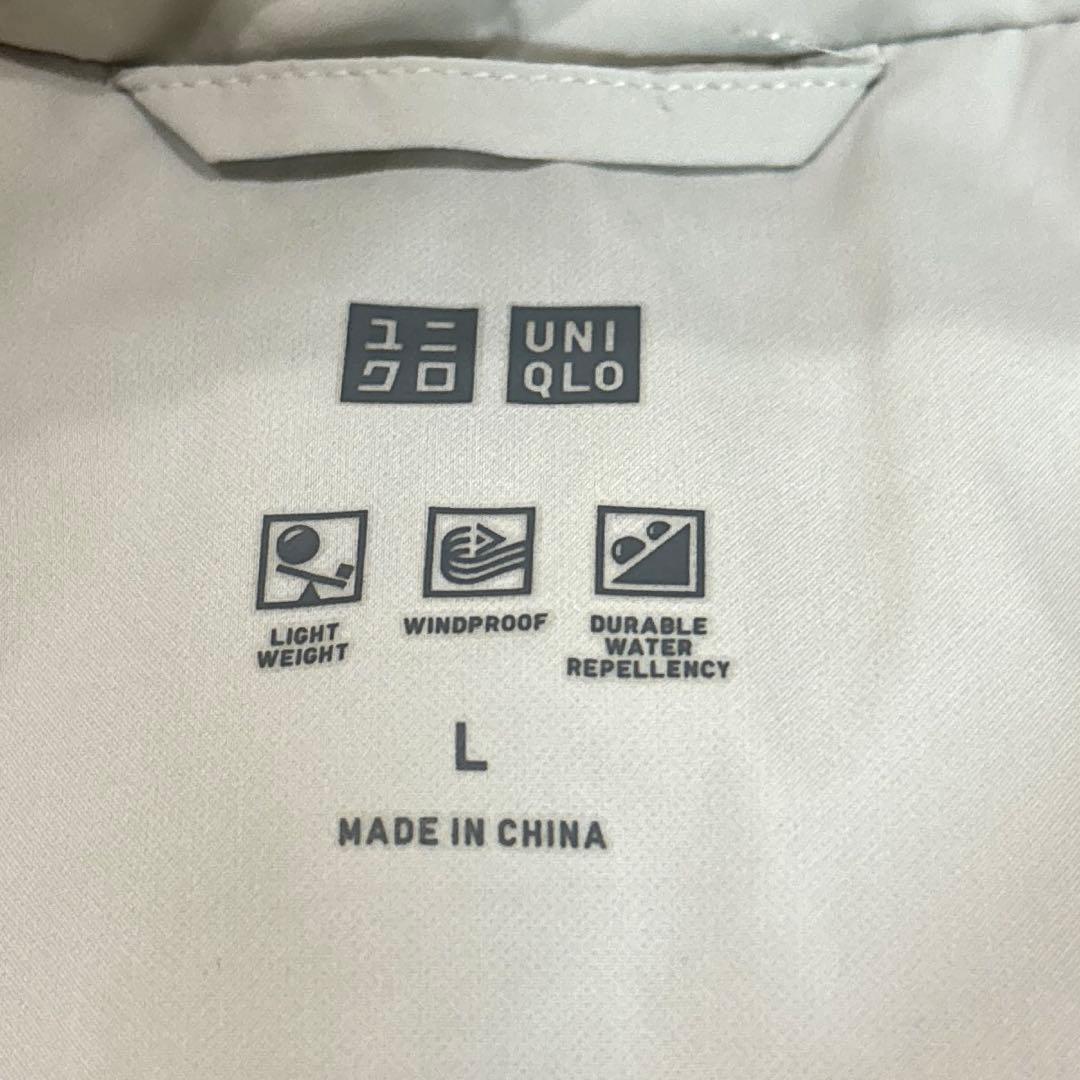 ユニ
クロ
UNI
QLO
LIGHT
WEIGHT
WINDPROOF
DURABLE
WATER
REPELLENCY
L
MADE IN CHINA